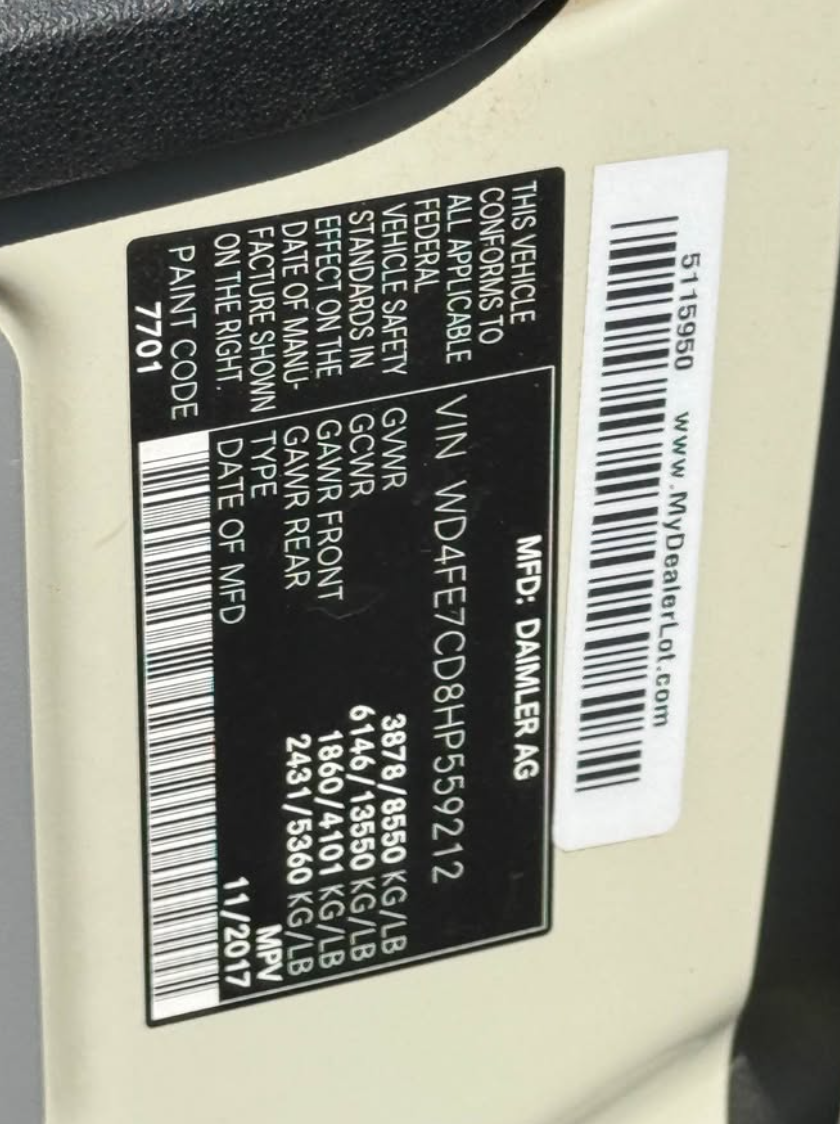 5115950 www.MyDealerLot.com
MFD: DAIMLER AG
THIS VEHICLE
CONFORMS TO
ALL APPLICABLE
FEDERAL
VEHICLE SAFETY
STANDARDS IN
EFFECT ON THE
DATE OF MANU-
FACTURE SHOWN
ON THE RIGHT.
PAINT CODE
7701
VIN WD4FE7CD8HP559212
GVWR 3878/8550 KG/LB
GCWR 6146/13550 KG/LB
GAWR FRONT 1860/4101 KG/LB
GAWR REAR 2431/5360 KG/LB
TYPE MPV
DATE OF MFD 11/2017